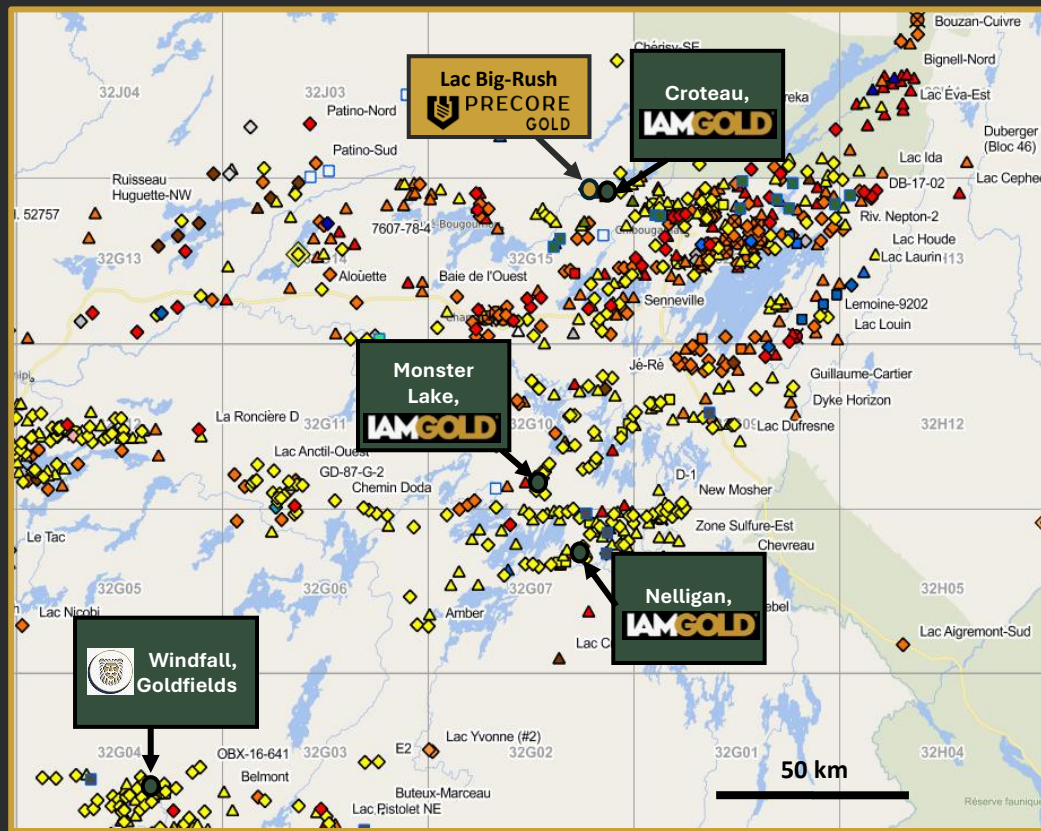 Bouzan-Cuivre
Chérisy-SE
Bignell-Nord
Lac Big-Rush
PRECORE
GOLD
Croteau,
IAMGOLD
32J04
32J03
Lac Éva-Est
Patino-Nord
Duberger
(Bloc 46)
Patino-Sud
Lac Ida
Ruisseau
Huguette-NW
DB-17-02
52757
7607-78-4
Riv. Nepton-2
Lac Houde
Lac Laurin
32G13
32G14
32G15
Alouette
Baie de l'Ouest
Senneville
Lemoine-9202
Lac Louin
Monster
Lake,
IAMGOLD
Jé-Ré
Guillaume-Cartier
Dyke Horizon
La Roncière D
32G11
32G10
Lac Dufresne
32H12
Lac Anctil-Ouest
GD-87-G-2
Chemin Doda
D-1
New Mosher
Le Tac
Zone Sulfure-Est
Chevreau
32G05
32G06
32G07
32H05
Nelligan,
IAMGOLD
Lac Nicobi
Amber
Lac Aigremont-Sud
Windfall,
Goldfields
32G04
OBX-16-641
32G03
E2
Lac Yvonne (#2)
32G02
32G01
32H04
Belmont
50 km
Buteux-Marceau
Lac Pistolet NE
Réserve faunique